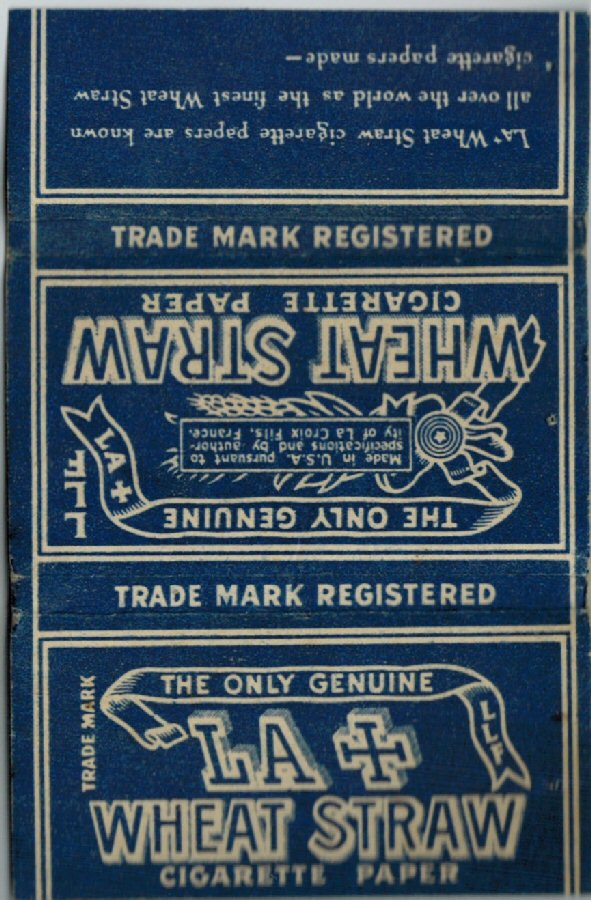 LA+ Wheat Straw cigarette papers are known
all over the world as the finest Wheat Straw
cigarette papers made—
TRADE MARK REGISTERED
THE ONLY GENUINE
LA +
LLF
Made in U.S.A. pursuant to
specifications and by author-
ity of La Croix Fils, France.
WHEAT STRAW
CIGARETTE PAPER
TRADE MARK REGISTERED
TRADE MARK
THE ONLY GENUINE
LLF
LA +
WHEAT STRAW
CIGARETTE PAPER